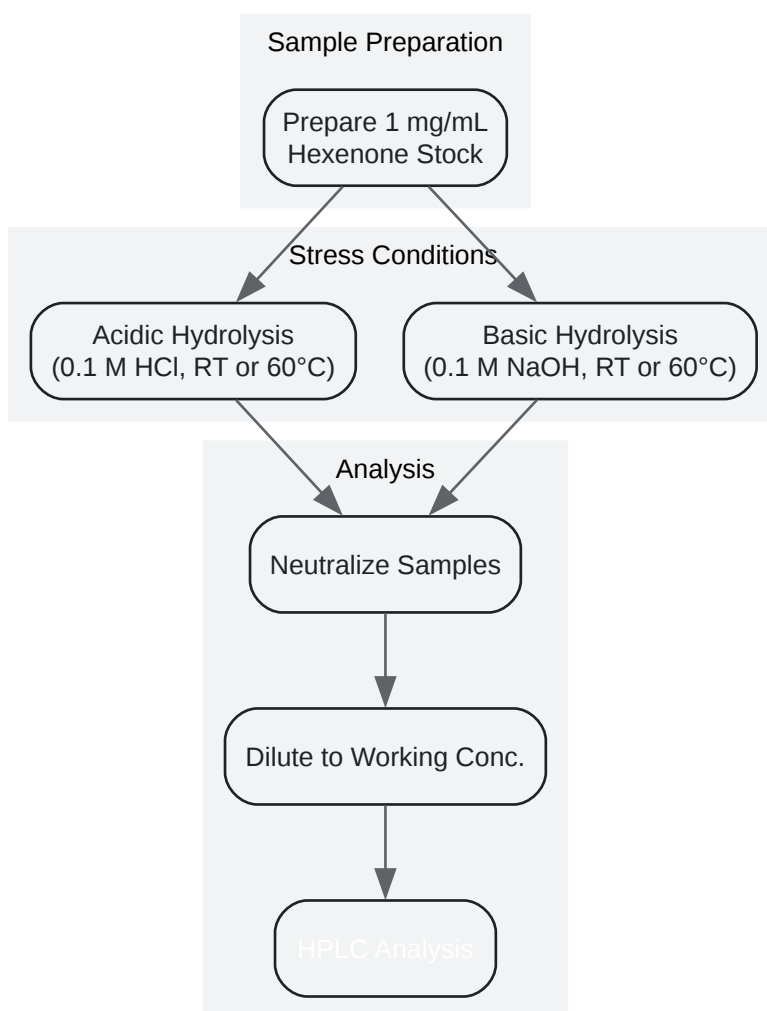 Sample Preparation
Prepare 1 mg/mL
Hexenone Stock
Stress Conditions
Acidic Hydrolysis
(0.1 M HCl, RT or 60°C)
Basic Hydrolysis
(0.1 M NaOH, RT or 60°C)
Analysis
Neutralize Samples
Dilute to Working Conc.
HPLC Analysis